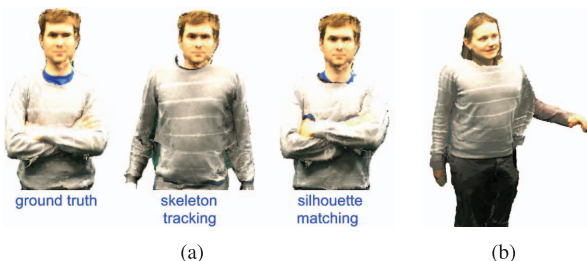 ground truth
skeleton
tracking
silhouette
matching
(a)
(b)